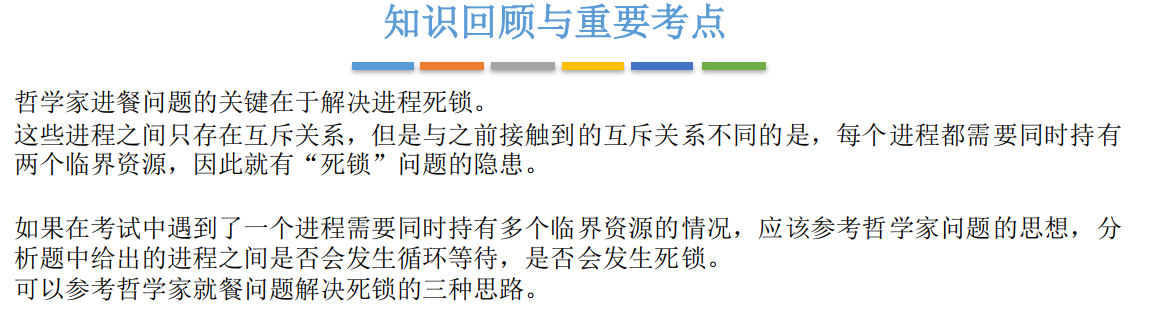 知识回顾与重要考点
哲学家进餐问题的关键在于解决进程死锁。
这些进程之间只存在互斥关系，但是与之前接触到的互斥关系不同的是，每个进程都需要同时持有
两个临界资源，因此就有“死锁”问题的隐患。
如果在考试中遇到了一个进程需要同时持有多个临界资源的情况，应该参考哲学家问题的思想，分
析题中给出的进程之间是否会发生循环等待，是否会发生死锁。
可以参考哲学家就餐问题解决死锁的三种思路。